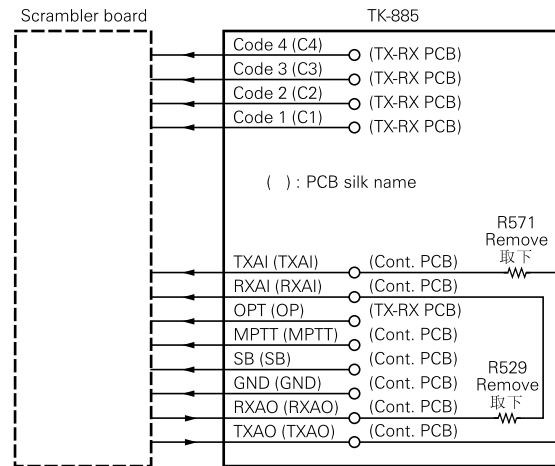 Scrambler board
TK-885
Code 4 (C4) (TX-RX PCB)
Code 3 (C3) (TX-RX PCB)
Code 2 (C2) (TX-RX PCB)
Code 1 (C1) (TX-RX PCB)
( ) : PCB silk name
R571
Remove
取下
TXAI (TXAI) (Cont. PCB)
RXAI (RXAI) (Cont. PCB)
OPT (OP) (TX-RX PCB)
MPTT (MPTT) (Cont. PCB)
SB (SB) (Cont. PCB)
GND (GND) (Cont. PCB)
RXAO (RXAO) (Cont. PCB)
TXAO (TXAO) (Cont. PCB)
R529
Remove
取下